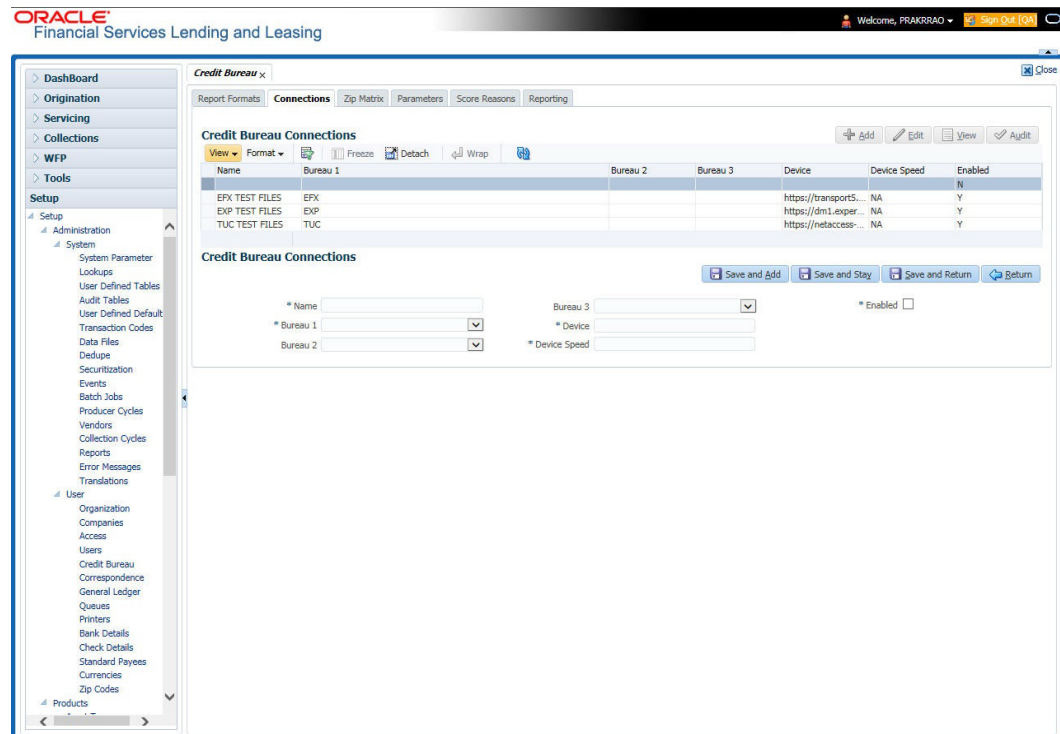 ORACLE
Financial Services Lending and Leasing
Welcome, PRAKRRAO
Sign Out [QA]
Close
DashBoard
Origination
Servicing
Collections
WFP
Tools
Setup
Setup
Administration
System
System Parameter
Lookups
User Defined Tables
Audit Tables
User Defined Default
Transaction Codes
Data Files
Dedupe
Securitization
Events
Batch Jobs
Producer Cycles
Vendors
Collection Cycles
Reports
Error Messages
Translations
User
Organization
Companies
Access
Users
Credit Bureau
Correspondence
General Ledger
Queues
Printers
Bank Details
Check Details
Standard Payees
Currencies
Zip Codes
Products
Credit Bureau
Report Formats Connections Zip Matrix Parameters Score Reasons Reporting
Credit Bureau Connections
Add Edit View Audit
View Format Freeze Detach Wrap
Name Bureau 1 Bureau 2 Bureau 3 Device Device Speed Enabled
N
EFX TEST FILES EFX https://transport5.... NA Y
EXP TEST FILES EXP https://dm1.exper... NA Y
TUC TEST FILES TUC https://netaccess-... NA Y
Credit Bureau Connections
Save and Add Save and Stay Save and Return Return
* Name
Bureau 3
* Enabled
* Bureau 1
* Device
Bureau 2
* Device Speed